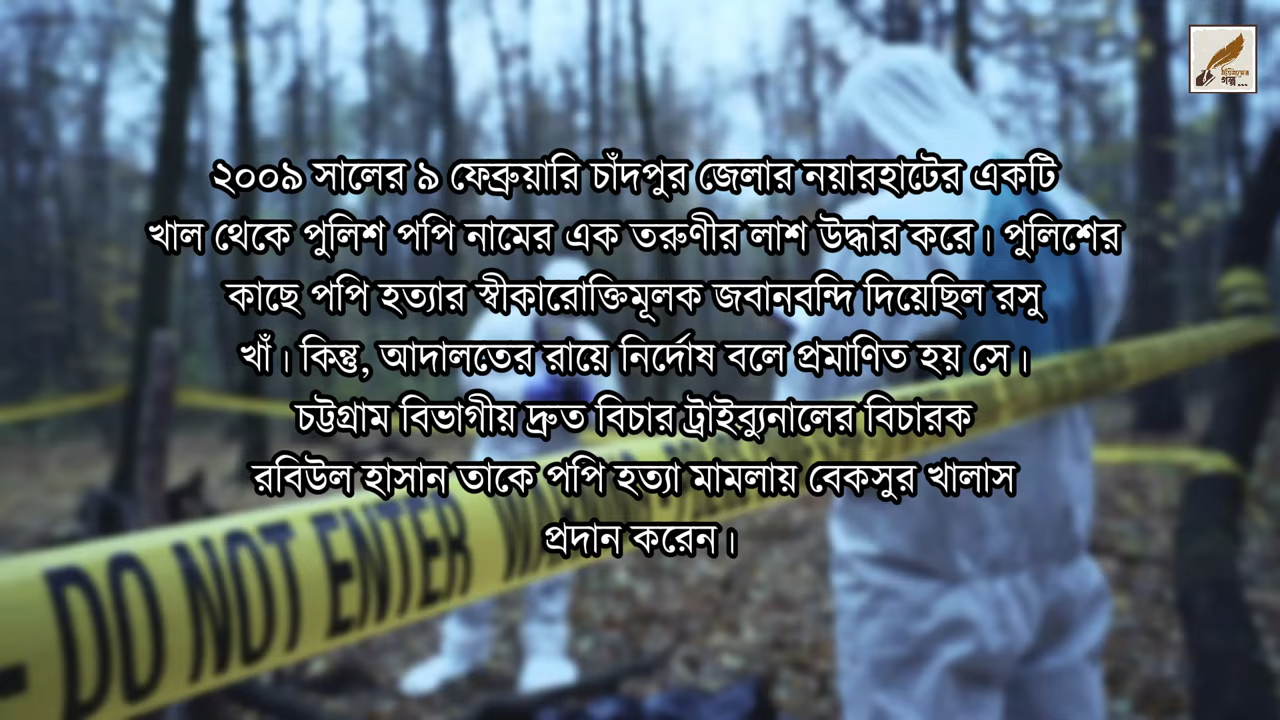 ২০০৯ সালের ৯ ফেব্রুয়ারি চাঁদপুর জেলার নয়ারহাটের একটি
খাল থেকে পুলিশ পপি নামের এক তরুণীর লাশ উদ্ধার করে। পুলিশের
কাছে পপি হত্যার স্বীকারোক্তিমূলক জবানবন্দি দিয়েছিল রসু
খাঁ। কিন্তু, আদালতের রায়ে নির্দোষ বলে প্রমাণিত হয় সে।
চট্টগ্রাম বিভাগীয় দ্রুত বিচার ট্রাইব্যুনালের বিচারক
রবিউল হাসান তাকে পপি হত্যা মামলায় বেকসুর খালাস
প্রদান করেন।
DO NOT ENTER
গল্প...